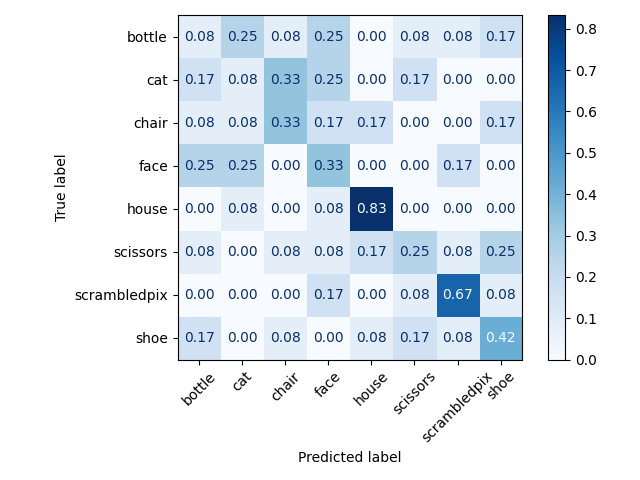 bottle 0.08 0.25 0.08 0.25 0.00 0.08 0.08 0.17
cat 0.17 0.08 0.33 0.25 0.00 0.17 0.00 0.00
chair 0.08 0.08 0.33 0.17 0.17 0.00 0.00 0.17
face 0.25 0.25 0.00 0.33 0.00 0.00 0.17 0.00
house 0.00 0.08 0.00 0.08 0.83 0.00 0.00 0.00
scissors 0.08 0.00 0.08 0.08 0.17 0.25 0.08 0.25
scrambledpix 0.00 0.00 0.00 0.17 0.00 0.08 0.67 0.08
shoe 0.17 0.00 0.08 0.00 0.08 0.17 0.08 0.42
bottle cat chair face house scissors scrambledpix shoe
Predicted label
True label
0.8
0.7
0.6
0.5
0.4
0.3
0.2
0.1
0.0